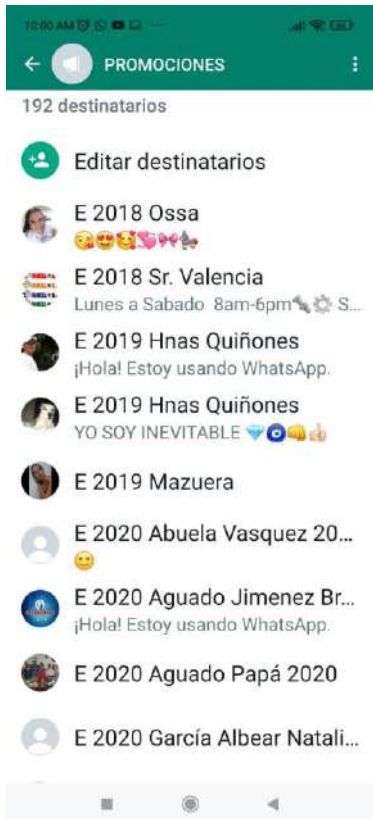 10:00 AM
PROMOCIONES
192 destinatarios
Editar destinatarios
E 2018 Ossa
😘😍🥰💘🎀
E 2018 Sr. Valencia
Lunes a Sabado 8am-6pm🔩⚙️ S...
E 2019 Hnas Quiñones
¡Hola! Estoy usando WhatsApp.
E 2019 Hnas Quiñones
YO SOY INEVITABLE 💎🧿👊👍🏻
E 2019 Mazuera
E 2020 Abuela Vasquez 20...
🙂
E 2020 Aguado Jimenez Br...
¡Hola! Estoy usando WhatsApp.
E 2020 Aguado Papá 2020
E 2020 García Albear Natali...